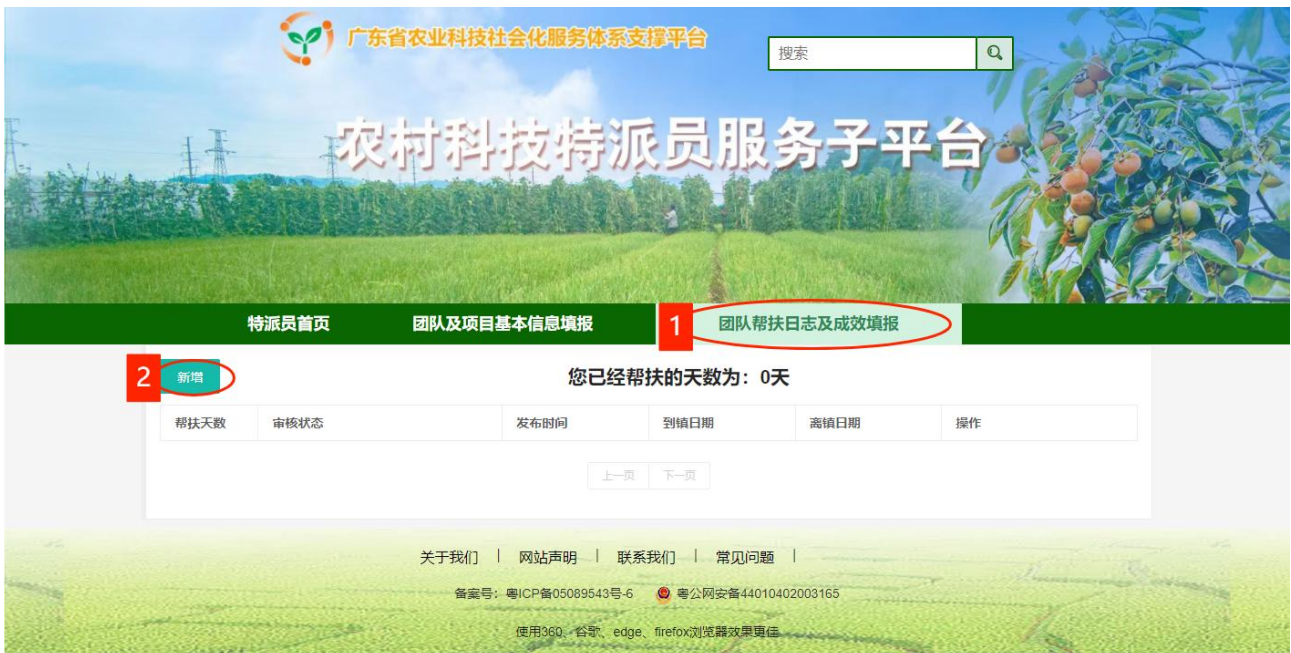 广东省农业科技社会化服务体系支撑平台
搜索
农村科技特派员服务子平台
特派员首页 团队及项目基本信息填报 1 团队帮扶日志及成效填报
2 新增 您已经帮扶的天数为：0天
帮扶天数 审核状态 发布时间 到镇日期 离镇日期 操作
上一页 下一页
关于我们 | 网站声明 | 联系我们 | 常见问题 |
备案号：粤ICP备05089543号-6 粤公网安备44010402003165
使用360、谷歌、edge、firefox浏览器效果更佳